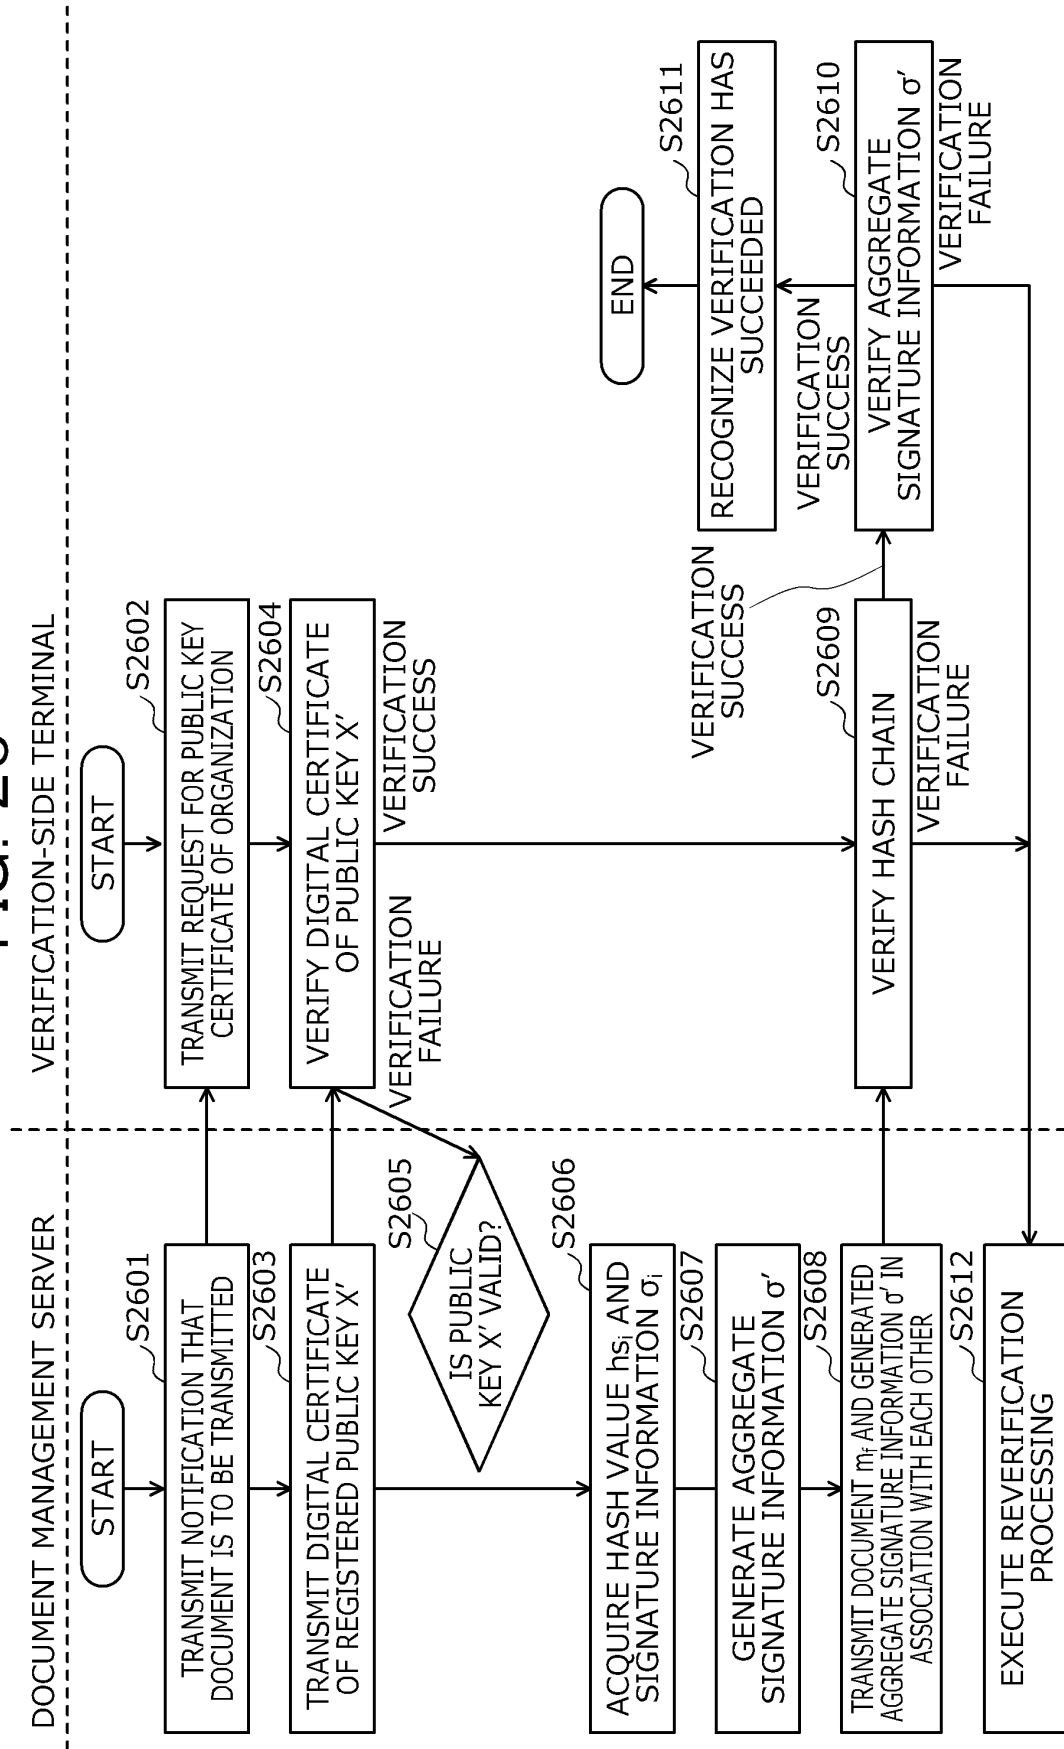 DOCUMENT MANAGEMENT SERVER
VERIFICATION-SIDE TERMINAL
START
S2601
TRANSMIT NOTIFICATION THAT
DOCUMENT IS TO BE TRANSMITTED
START
S2602
TRANSMIT REQUEST FOR PUBLIC KEY
CERTIFICATE OF ORGANIZATION
S2603
TRANSMIT DIGITAL CERTIFICATE
OF REGISTERED PUBLIC KEY X'
S2604
VERIFY DIGITAL CERTIFICATE
OF PUBLIC KEY X'
VERIFICATION
FAILURE
VERIFICATION
SUCCESS
S2605
IS PUBLIC
KEY X' VALID?
S2606
ACQUIRE HASH VALUE hsᵢ AND
SIGNATURE INFORMATION σᵢ
S2607
GENERATE AGGREGATE
SIGNATURE INFORMATION σ'
S2608
TRANSMIT DOCUMENT mf AND GENERATED
AGGREGATE SIGNATURE INFORMATION σ' IN
ASSOCIATION WITH EACH OTHER
S2609
VERIFY HASH CHAIN
VERIFICATION
FAILURE
VERIFICATION
SUCCESS
S2610
VERIFY AGGREGATE
SIGNATURE INFORMATION σ'
VERIFICATION
FAILURE
VERIFICATION
SUCCESS
S2611
RECOGNIZE VERIFICATION HAS
SUCCEEDED
END
S2612
EXECUTE REVERIFICATION
PROCESSING